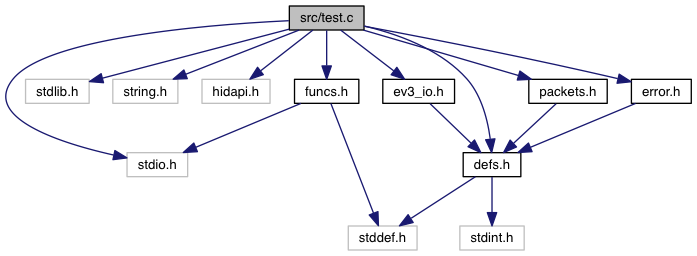 src/test.c
stdlib.h
string.h
hidapi.h
funcs.h
ev3_io.h
packets.h
error.h
stdio.h
defs.h
stddef.h
stdint.h